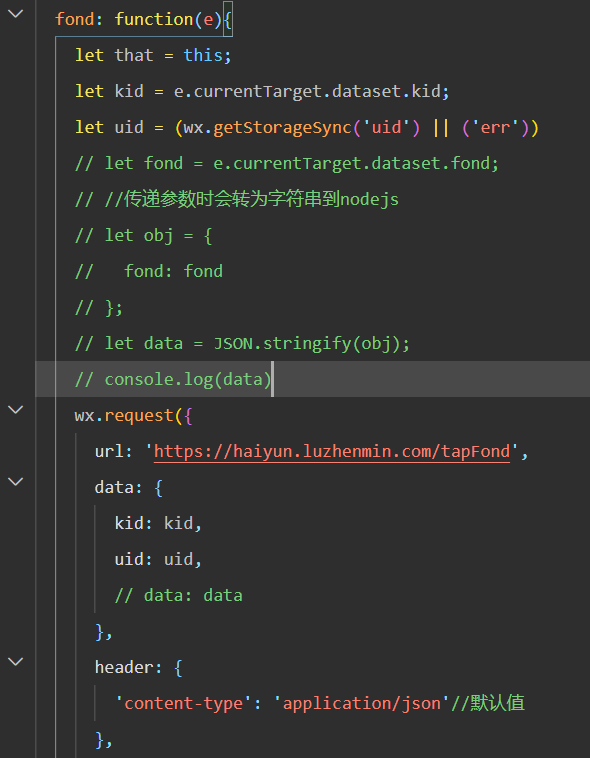 fond: function(e){
let that = this;
let kid = e.currentTarget.dataset.kid;
let uid = (wx.getStorageSync('uid') || ('err'))
// let fond = e.currentTarget.dataset.fond;
// //传递参数时会转为字符串到nodejs
// let obj = {
//   fond: fond
// };
// let data = JSON.stringify(obj);
// console.log(data)
wx.request({
url: 'https://haiyun.luzhenmin.com/tapFond',
data: {
kid: kid,
uid: uid,
// data: data
},
header: {
'content-type': 'application/json'//默认值
},